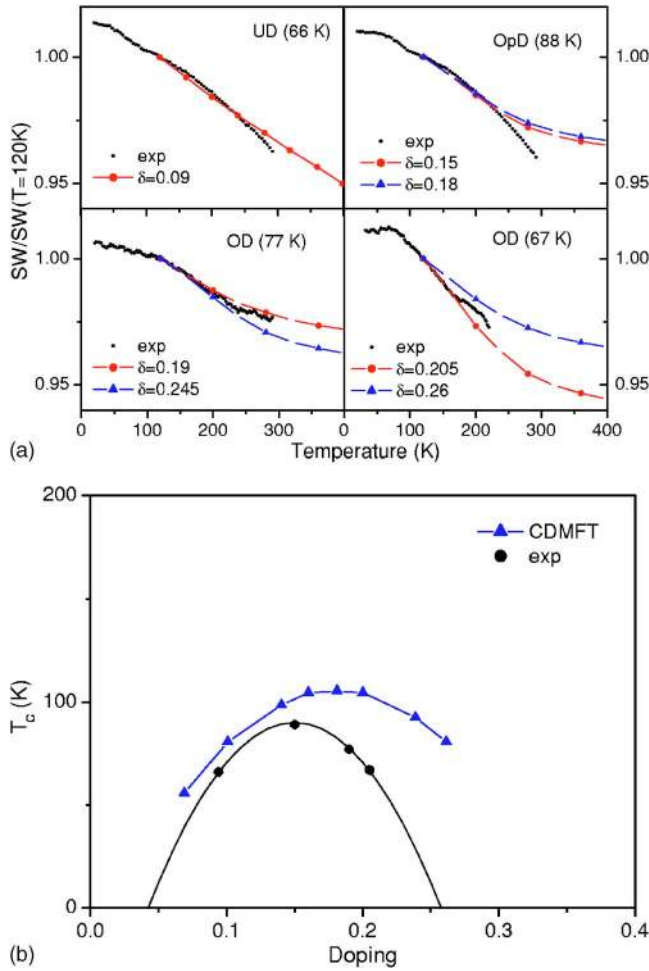 UD (66 K)
exp
δ=0.09
OpD (88 K)
exp
δ=0.15
δ=0.18
1.00
0.95
1.00
0.95
SW/SW(T=120K)
OD (77 K)
exp
δ=0.19
δ=0.245
OD (67 K)
exp
δ=0.205
δ=0.26
1.00
0.95
1.00
0.95
0 100 200 300 0 100 200 300 400
(a)
Temperature (K)
200
100
0
T_c (K)
CDMFT
exp
0.0 0.1 0.2 0.3 0.4
(b)
Doping